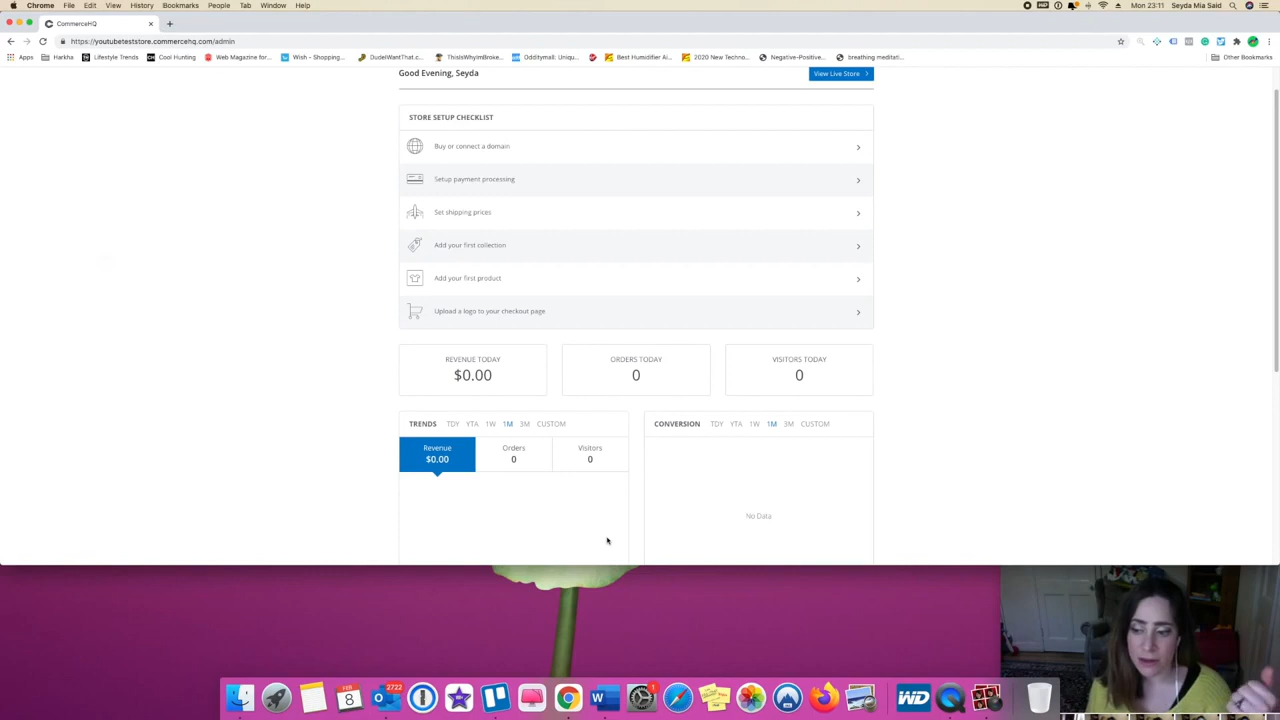 Chrome File Edit View History Bookmarks People Tab Window Help
Mon 23:11 Seyda Mia Said
CommerceHQ
https://youtubeteststore.commercehq.com/admin
Apps Harkha Lifestyle Trends Cool Hunting Web Magazine for... Wish - Shopping... DudeIWantThat.c... ThisIsWhyImBroke... Odditymall: Uniqu... Best Humidifier Ai... 2020 New Techno... Negative-Positive... breathing meditati... Other Bookmarks
Good Evening, Seyda
View Live Store
STORE SETUP CHECKLIST
Buy or connect a domain
Setup payment processing
Set shipping prices
Add your first collection
Add your first product
Upload a logo to your checkout page
REVENUE TODAY ORDERS TODAY VISITORS TODAY
$0.00 0 0
TRENDS TDY YTA 1W 1M 3M CUSTOM
CONVERSION TDY YTA 1W 1M 3M CUSTOM
Revenue Orders Visitors
$0.00 0 0
No Data
FEB
8
2722
1
WD